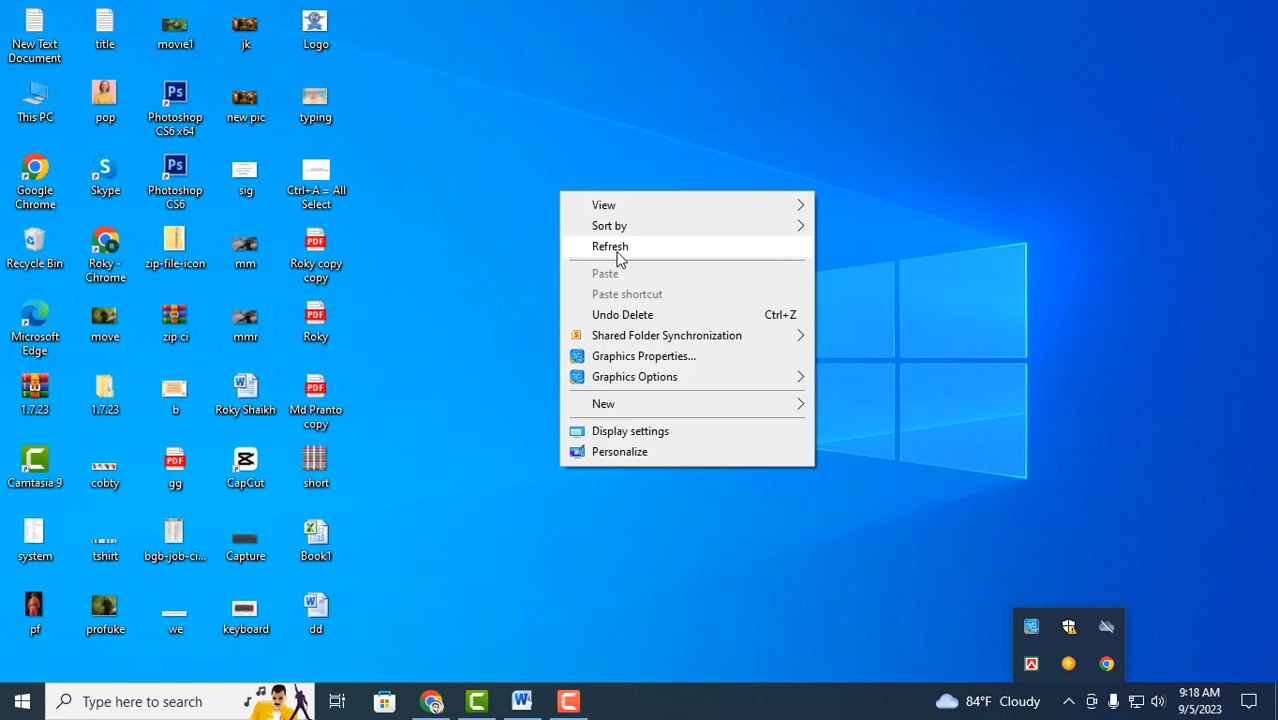 New Text
Document
title
movie1
jk
Logo
This PC
pop
Photoshop
CS6 x64
new pic
typing
Google
Chrome
Skype
Photoshop
CS6
sig
Ctrl+A = All
Select
Recycle Bin
Roky -
Chrome
zip-file-icon
mm
Roky copy
copy
Microsoft
Edge
move
zip ci
mmr
Roky
1.7.23
1.7.23
b
Roky Shaikh
Md Pranto
copy
Camtasia 9
cobty
gg
CapCut
short
system
tshirt
bgb-job-ci...
Capture
Book1
pf
profuke
we
keyboard
dd
View
Sort by
Refresh
Paste
Paste shortcut
Undo Delete Ctrl+Z
Shared Folder Synchronization
Graphics Properties...
Graphics Options
New
Display settings
Personalize
Type here to search
84°F Cloudy
9:18 AM
9/5/2023